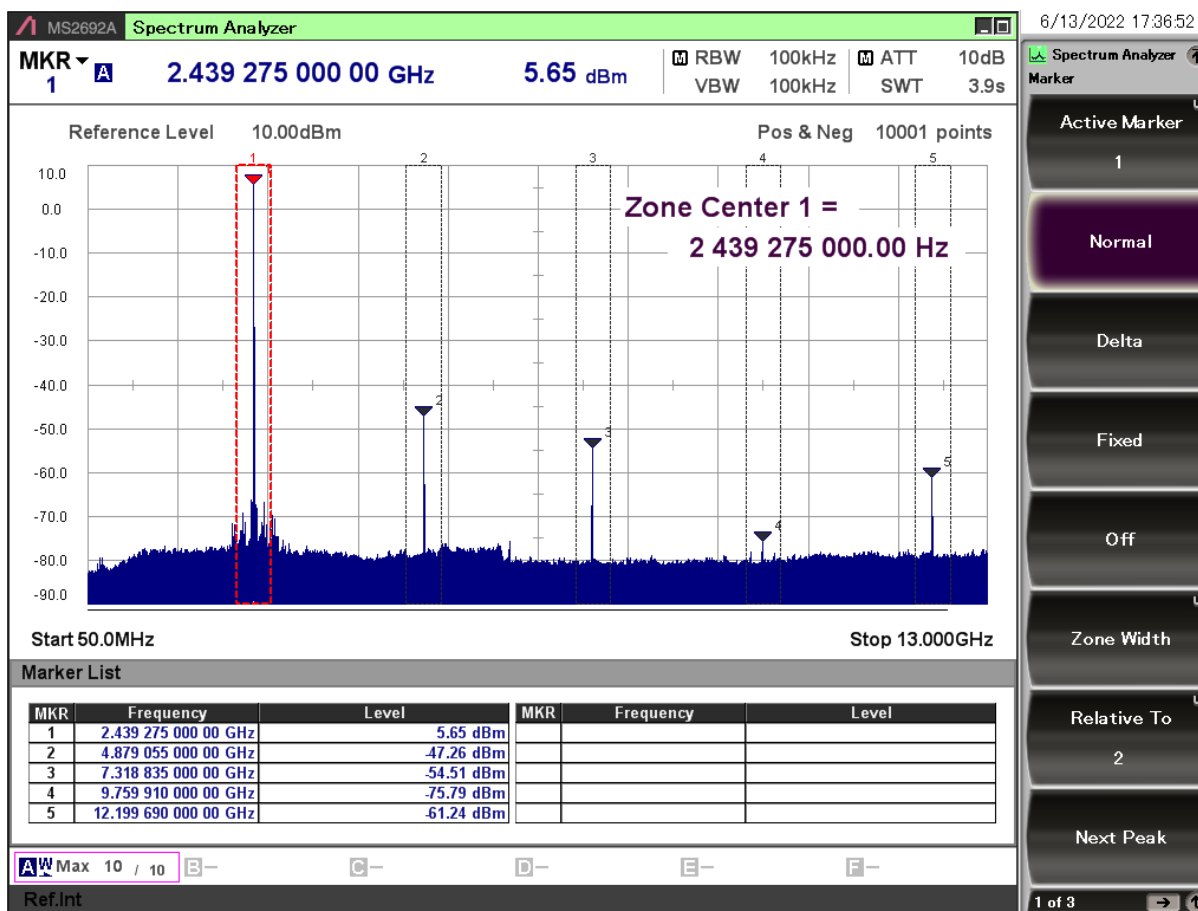 MS2692A Spectrum Analyzer
6/13/2022 17:36:52
MKR 1 A 2.439 275 000 00 GHz 5.65 dBm
M RBW 100kHz M ATT 10dB
VBW 100kHz SWT 3.9s
Reference Level 10.00dBm Pos & Neg 10001 points
1 2 3 4 5
10.0
0.0
-10.0
-20.0
-30.0
-40.0
-50.0
-60.0
-70.0
-80.0
-90.0
Zone Center 1 =
2 439 275 000.00 Hz
2
3
4
5
Start 50.0MHz Stop 13.000GHz
Marker List
MKR Frequency Level MKR Frequency Level
1 2.439 275 000 00 GHz 5.65 dBm
2 4.879 055 000 00 GHz -47.26 dBm
3 7.318 835 000 00 GHz -54.51 dBm
4 9.759 910 000 00 GHz -75.79 dBm
5 12.199 690 000 00 GHz -61.24 dBm
A W Max 10 / 10 B- C- D- E- F-
Ref.Int
Spectrum Analyzer
Marker
Active Marker
1
Normal
Delta
Fixed
Off
Zone Width
Relative To
2
Next Peak
1 of 3